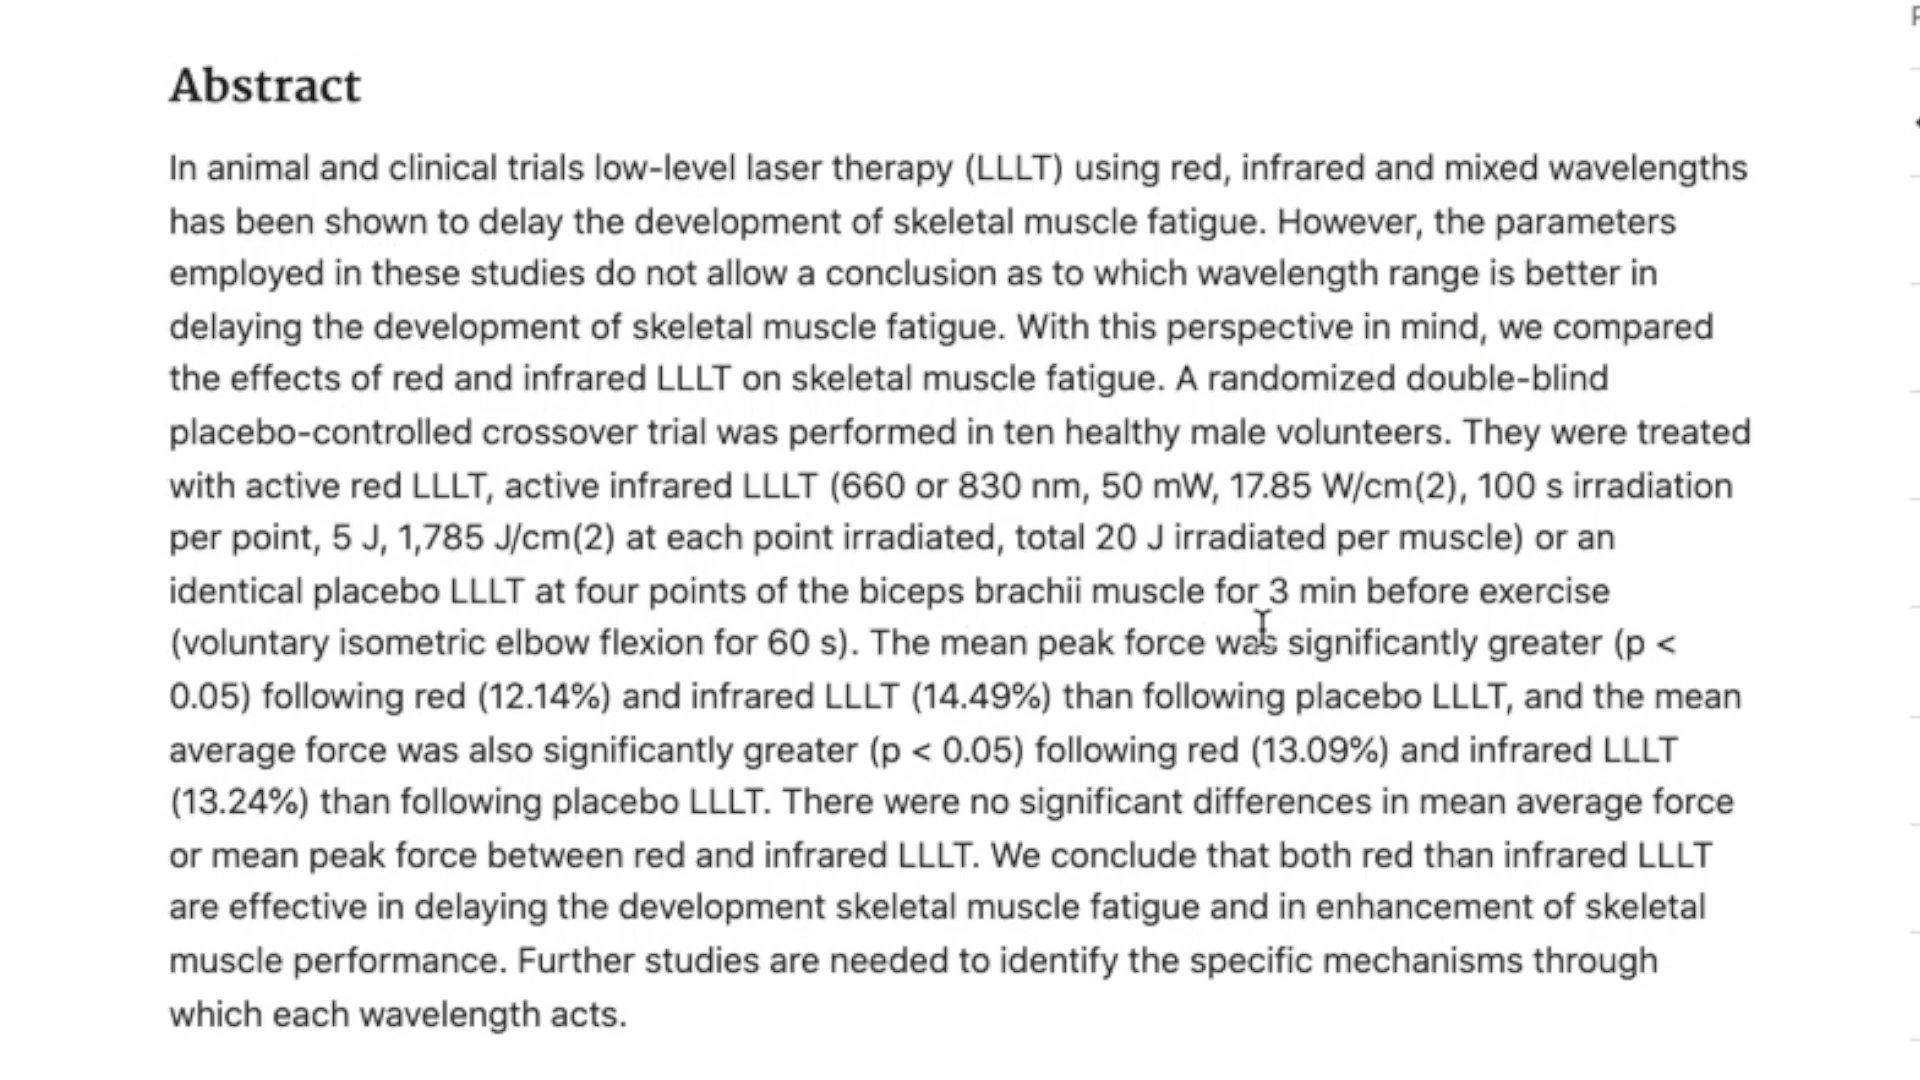 Abstract
In animal and clinical trials low-level laser therapy (LLLT) using red, infrared and mixed wavelengths
has been shown to delay the development of skeletal muscle fatigue. However, the parameters
employed in these studies do not allow a conclusion as to which wavelength range is better in
delaying the development of skeletal muscle fatigue. With this perspective in mind, we compared
the effects of red and infrared LLLT on skeletal muscle fatigue. A randomized double-blind
placebo-controlled crossover trial was performed in ten healthy male volunteers. They were treated
with active red LLLT, active infrared LLLT (660 or 830 nm, 50 mW, 17.85 W/cm(2), 100 s irradiation
per point, 5 J, 1,785 J/cm(2) at each point irradiated, total 20 J irradiated per muscle) or an
identical placebo LLLT at four points of the biceps brachii muscle for 3 min before exercise
(voluntary isometric elbow flexion for 60 s). The mean peak force was significantly greater (p <
0.05) following red (12.14%) and infrared LLLT (14.49%) than following placebo LLLT, and the mean
average force was also significantly greater (p < 0.05) following red (13.09%) and infrared LLLT
(13.24%) than following placebo LLLT. There were no significant differences in mean average force
or mean peak force between red and infrared LLLT. We conclude that both red than infrared LLLT
are effective in delaying the development skeletal muscle fatigue and in enhancement of skeletal
muscle performance. Further studies are needed to identify the specific mechanisms through
which each wavelength acts.